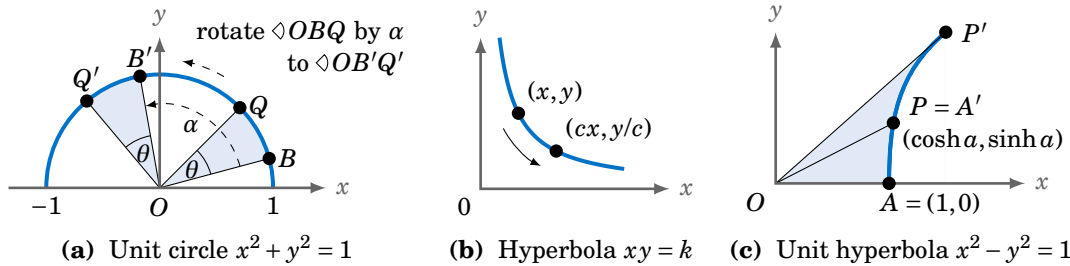 y
rotate ◁OBQ by α
to ◁OB′Q′
B′
Q′
Q
α
B
θ
θ
x
−1
O
1
(a) Unit circle x² + y² = 1
y
(x, y)
(cx, y/c)
x
0
(b) Hyperbola xy = k
y
P′
P = A′
(cosh a, sinh a)
x
O
A = (1, 0)
(c) Unit hyperbola x² − y² = 1